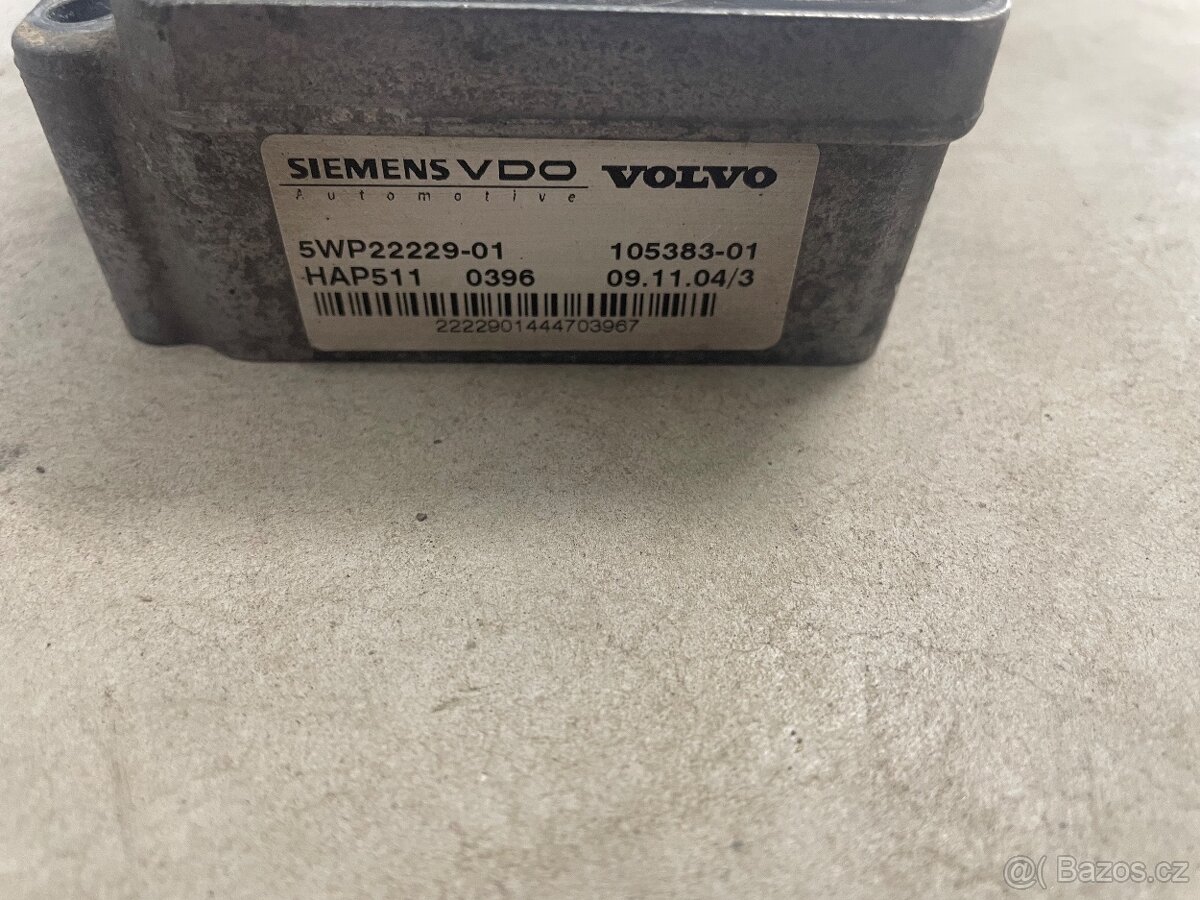 SIEMENS VDO VOLVO
Automotive
5WP22229-01 105383-01
HAP511 0396 09.11.04/3
2222901444703967
@( Bazos.cz